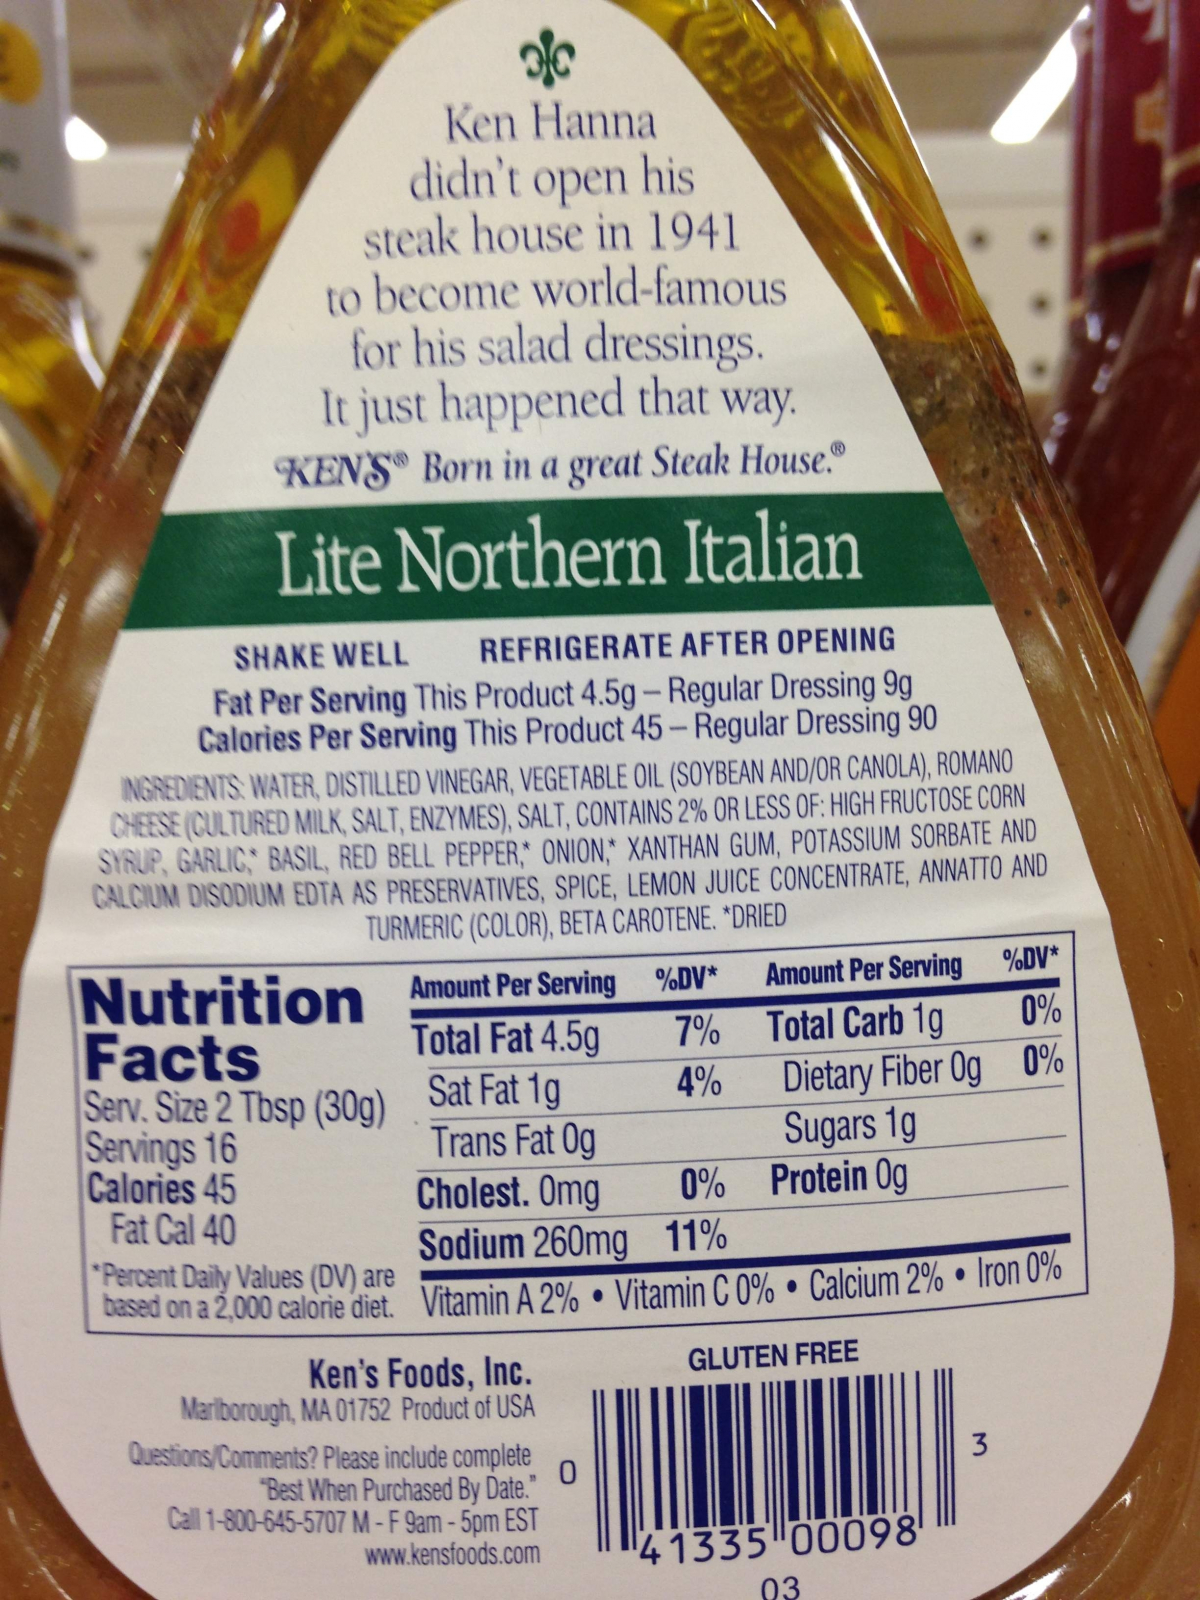 Ken Hanna
didn't open his
steak house in 1941
to become world-famous
for his salad dressings.
It just happened that way.
KEN'S® Born in a great Steak House.®
Lite Northern Italian
SHAKE WELL REFRIGERATE AFTER OPENING
Fat Per Serving This Product 4.5g – Regular Dressing 9g
Calories Per Serving This Product 45 – Regular Dressing 90
INGREDIENTS: WATER, DISTILLED VINEGAR, VEGETABLE OIL (SOYBEAN AND/OR CANOLA), ROMANO
CHEESE (CULTURED MILK, SALT, ENZYMES), SALT, CONTAINS 2% OR LESS OF: HIGH FRUCTOSE CORN
SYRUP, GARLIC,* BASIL, RED BELL PEPPER,* ONION,* XANTHAN GUM, POTASSIUM SORBATE AND
CALCIUM DISODIUM EDTA AS PRESERVATIVES, SPICE, LEMON JUICE CONCENTRATE, ANNATTO AND
TURMERIC (COLOR), BETA CAROTENE. *DRIED
Nutrition
Facts
Serv. Size 2 Tbsp (30g)
Servings 16
Calories 45
Fat Cal 40
*Percent Daily Values (DV) are
based on a 2,000 calorie diet.
Amount Per Serving %DV* Amount Per Serving %DV*
Total Fat 4.5g 7% Total Carb 1g 0%
Sat Fat 1g 4% Dietary Fiber 0g 0%
Trans Fat 0g Sugars 1g
Cholest. 0mg 0% Protein 0g
Sodium 260mg 11%
Vitamin A 2% • Vitamin C 0% • Calcium 2% • Iron 0%
Ken's Foods, Inc.
Marlborough, MA 01752 Product of USA
Questions/Comments? Please include complete
"Best When Purchased By Date."
Call 1-800-645-5707 M - F 9am - 5pm EST
www.kensfoods.com
GLUTEN FREE
0 41335 00098 3
03